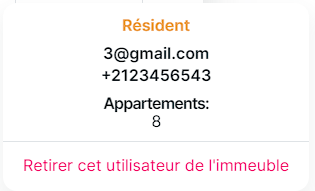 Résident
3@gmail.com
+2123456543
Appartements:
8
Retirer cet utilisateur de l'immeuble